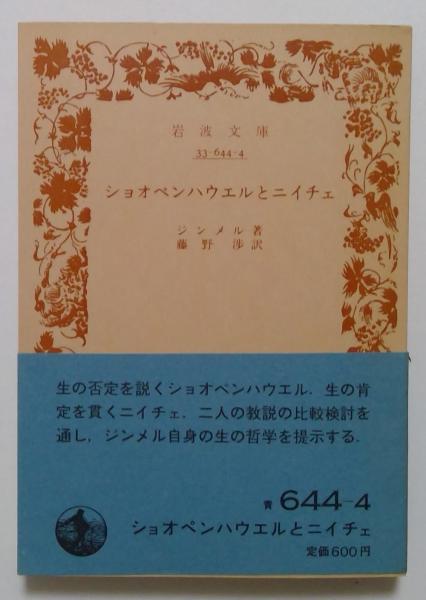 岩波文庫
33-644-4
ショオペンハウエルとニイチェ
ジンメル著
藤野渉訳
生の否定を説くショオペンハウエル．生の肯
定を貫くニイチェ．二人の教説の比較検討を
通し，ジンメル自身の生の哲学を提示する．
青644-4
ショオペンハウエルとニイチェ
定価600円